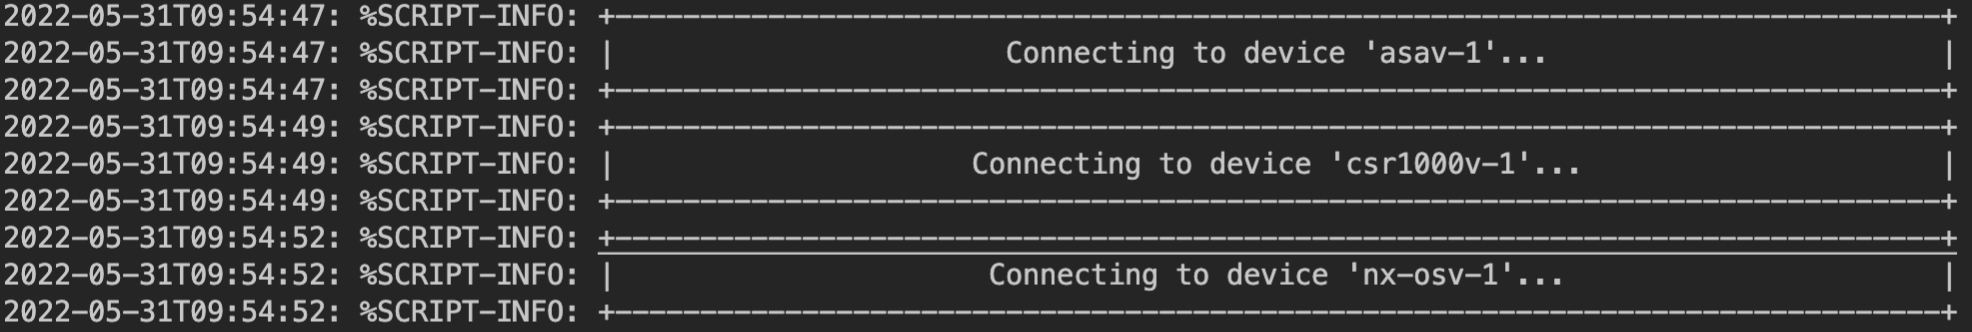 2022-05-31T09:54:47: %SCRIPT-INFO: +------------------------------------------------------------------------------+
2022-05-31T09:54:47: %SCRIPT-INFO: |                       Connecting to device 'asav-1'...                       |
2022-05-31T09:54:47: %SCRIPT-INFO: +------------------------------------------------------------------------------+
2022-05-31T09:54:49: %SCRIPT-INFO: +------------------------------------------------------------------------------+
2022-05-31T09:54:49: %SCRIPT-INFO: |                     Connecting to device 'csr1000v-1'...                     |
2022-05-31T09:54:49: %SCRIPT-INFO: +------------------------------------------------------------------------------+
2022-05-31T09:54:52: %SCRIPT-INFO: +------------------------------------------------------------------------------+
2022-05-31T09:54:52: %SCRIPT-INFO: |                      Connecting to device 'nx-osv-1'...                      |
2022-05-31T09:54:52: %SCRIPT-INFO: +------------------------------------------------------------------------------+